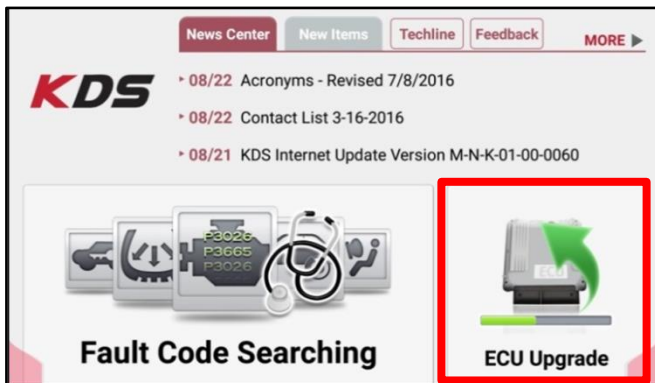 News Center New Items Techline Feedback MORE ▶
KDS
08/22 Acronyms - Revised 7/8/2016
08/22 Contact List 3-16-2016
08/21 KDS Internet Update Version M-N-K-01-00-0060
P3026
P3665
P3026
ECU
Fault Code Searching
ECU Upgrade